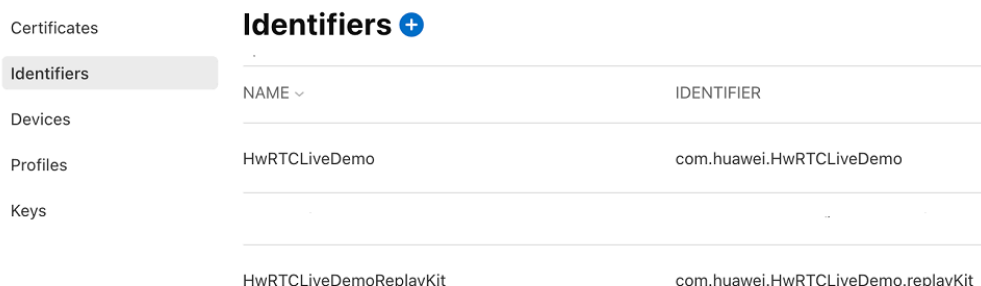 Certificates
Identifiers
Devices
Profiles
Keys
Identifiers
NAME IDENTIFIER
HwRTCLiveDemo com.huawei.HwRTCLiveDemo
HwRTCLiveDemoReplayKit com.huawei.HwRTCLiveDemo.replayKit